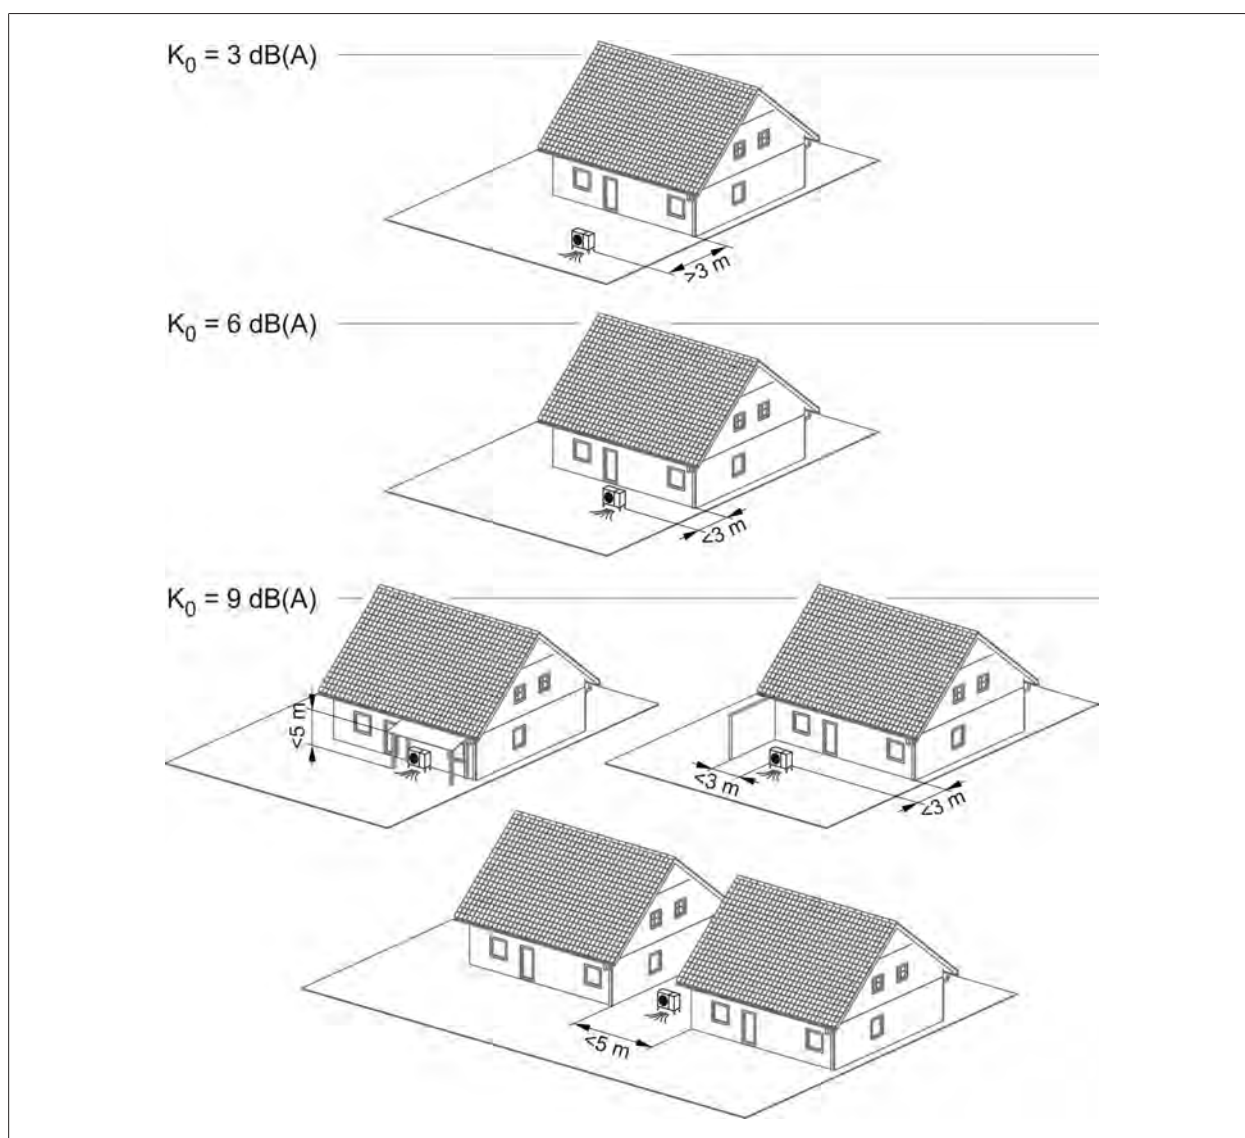 K₀ = 3 dB(A)
>3 m
K₀ = 6 dB(A)
<3 m
K₀ = 9 dB(A)
<5 m
<3 m
<3 m
<5 m